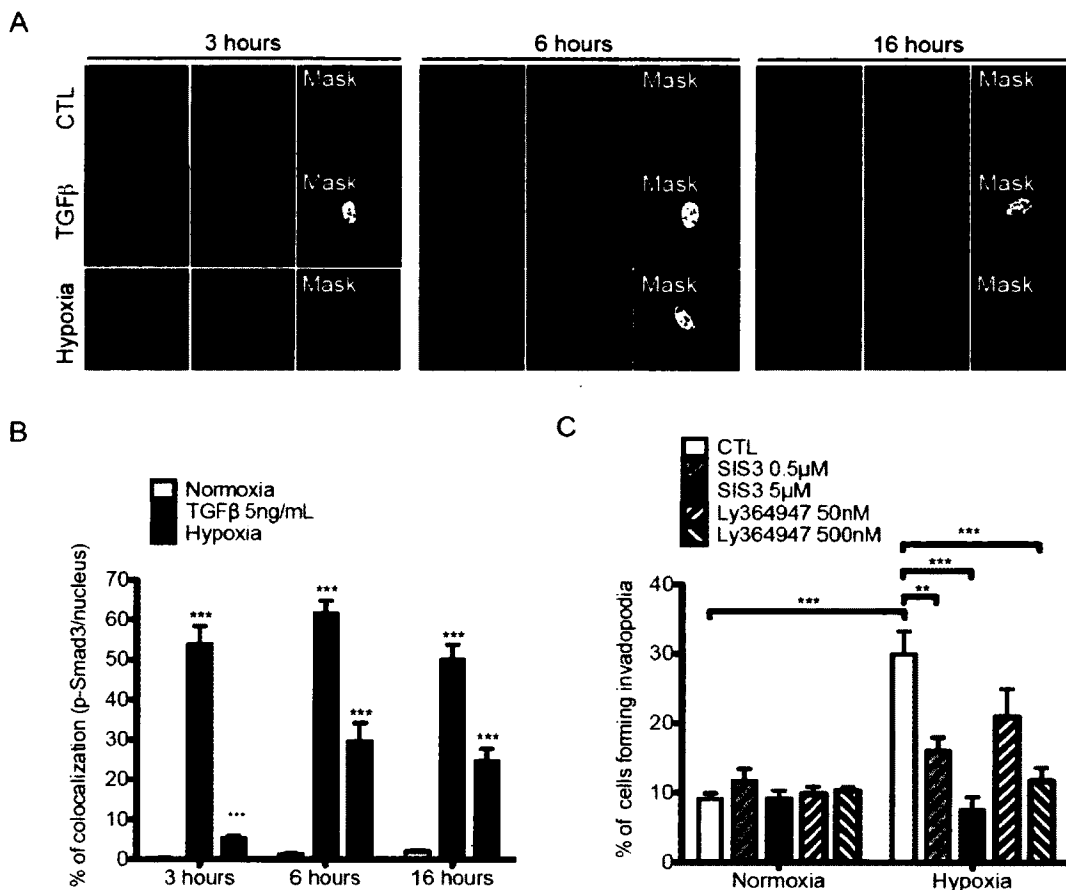 A
3 hours
6 hours
16 hours
CTL
Mask
Mask
Mask
TGFβ
Mask
Mask
Mask
Hypoxia
Mask
Mask
Mask
B
Normoxia
TGFβ 5ng/mL
Hypoxia
% of colocalization (p-Smad3/nucleus)
70
60
50
40
30
20
10
0
***
***
***
***
***
***
3 hours
6 hours
16 hours
C
CTL
SIS3 0.5µM
SIS3 5µM
Ly364947 50nM
Ly364947 500nM
% of cells forming invadopodia
40
30
20
10
0
***
***
***
**
Normoxia
Hypoxia